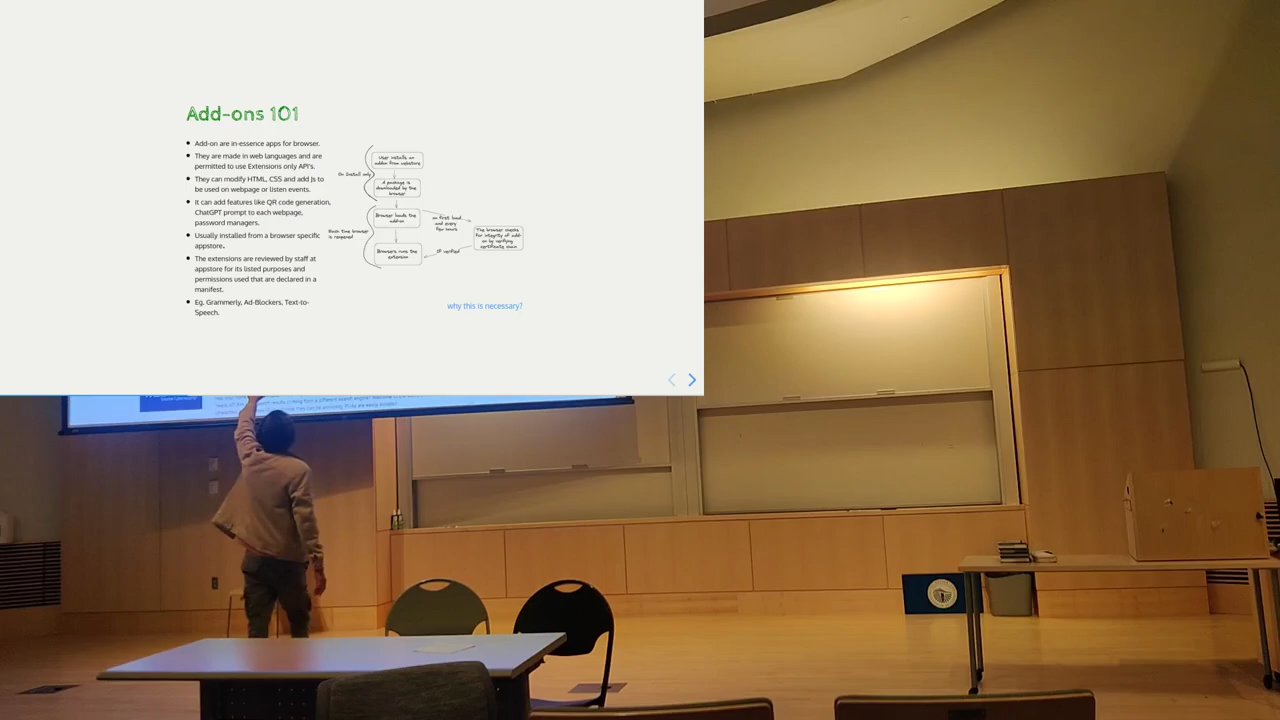 Add-ons 101
Add-on are in-essence apps for browser.
They are made in web languages and are
permitted to use Extensions only API's.
They can modify HTML, CSS and add Js to
be used on webpage or listen events.
It can add features like QR code generation,
ChatGPT prompt to each webpage,
password managers.
Usually installed from a browser specific
appstore.
The extensions are reviewed by staff at
appstore for its listed purposes and
permissions used that are declared in a
manifest.
Eg. Grammerly, Ad-Blockers, Text-to-
Speech.
On Install only
User installs an
addon from webstore
A package is
downloaded by the
browser
Each time browser
is reopened
Browser loads the
add-on
on first load
and every
few hours
The browser checks
for integrity of add-
on by verifying
certificate chain
If verified
Browsers runs the
extension
why this is necessary?